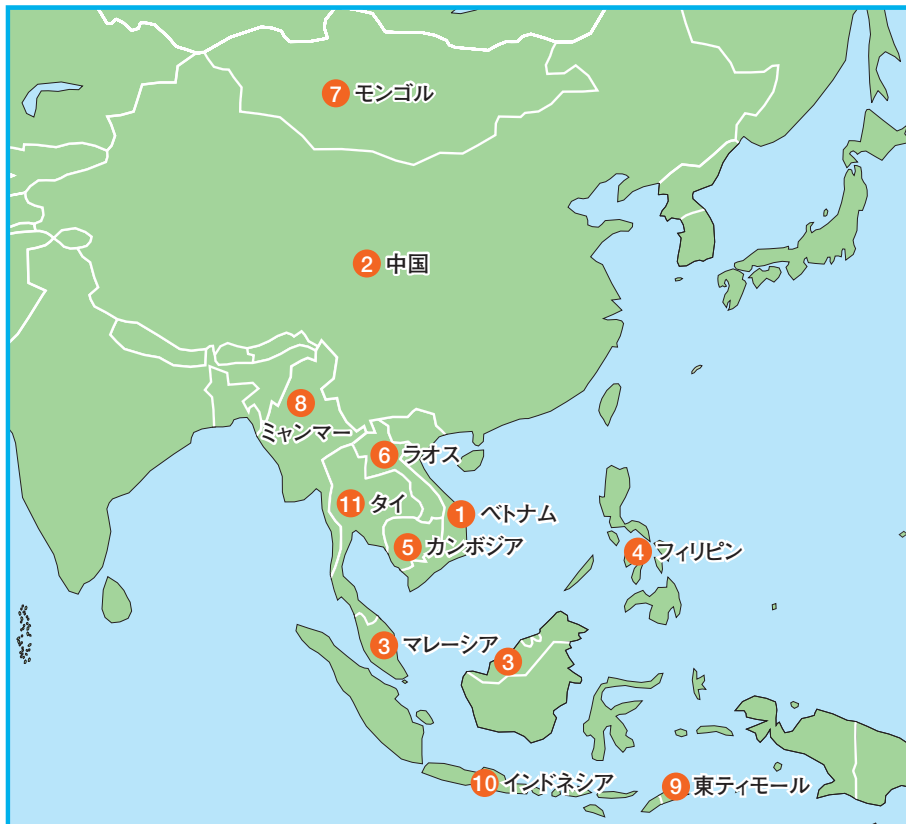 7 モンゴル
2 中国
8
ミャンマー
6 ラオス
11 タイ
1 ベトナム
5 カンボジア
4 フィリピン
3 マレーシア
3
10 インドネシア
9 東ティモール